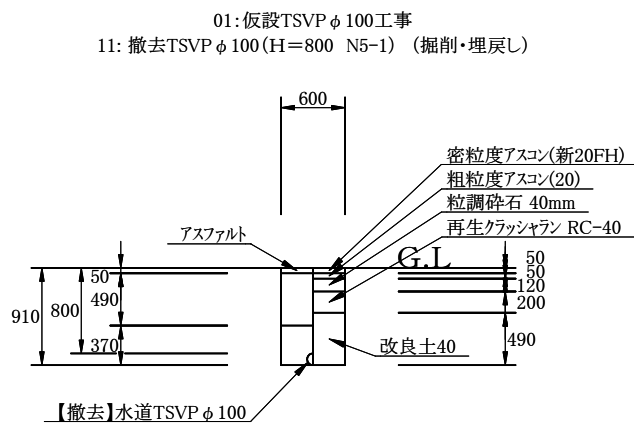 01:仮設TSVPφ100工事
11: 撤去TSVPφ100(H=800 N5-1) (掘削・埋戻し)
600
密粒度アスコン(新20FH)
粗粒度アスコン(20)
粒調砕石 40mm
再生クラッシャラン RC-40
アスファルト
G.L
50
50
120
200
490
50
490
370
800
910
改良土40
【撤去】水道TSVPφ100